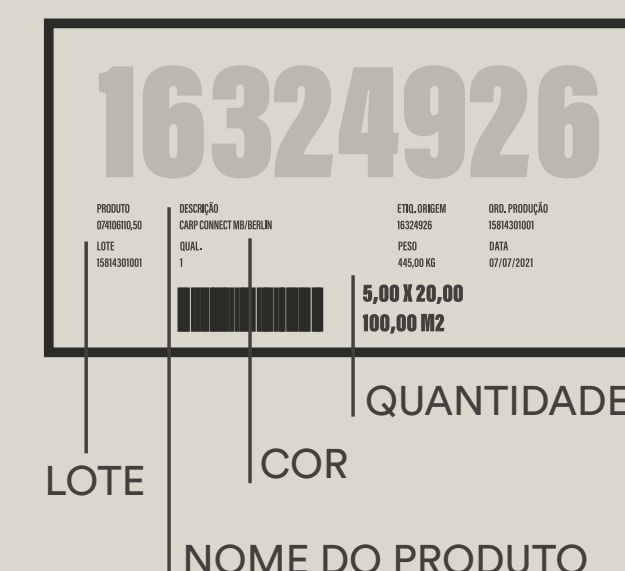 16324926
PRODUTO DESCRIÇÃO ETIQ. ORIGEM ORD. PRODUÇÃO
074106110,50 CARP CONNECT MB/BERLIN 16324926 15814301001
LOTE QUAL. PESO DATA
15814301001 1 445,00 KG 07/07/2021
5,00 X 20,00
100,00 M2
QUANTIDADE
COR
LOTE
NOME DO PRODUTO